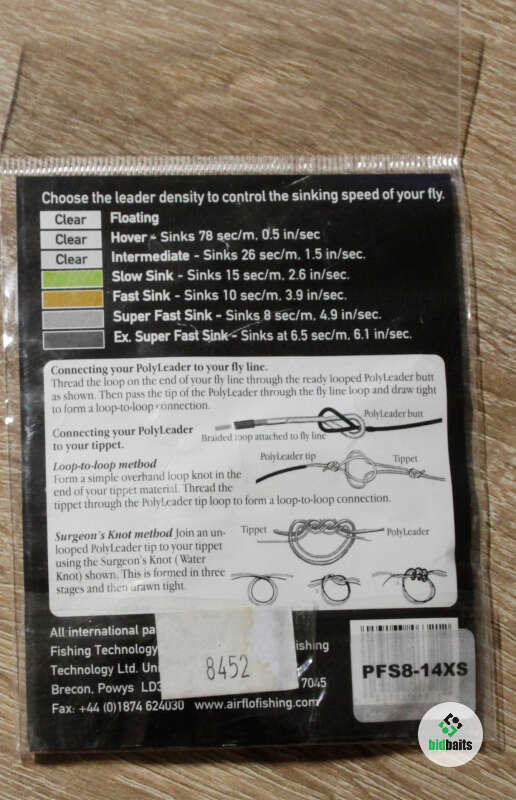 Choose the leader density to control the sinking speed of your fly.
Clear Floating
Clear Hover - Sinks 78 sec/m, 0.5 in/sec
Clear Intermediate - Sinks 26 sec/m, 1.5 in/sec.
Slow Sink - Sinks 15 sec/m, 2.6 in/sec.
Fast Sink - Sinks 10 sec/m, 3.9 in/sec.
Super Fast Sink - Sinks 8 sec/m, 4.9 in/sec.
Ex. Super Fast Sink - Sinks at 6.5 sec/m, 6.1 in/sec.
Connecting your PolyLeader to your fly line.
Thread the loop on the end of your fly line through the ready looped PolyLeader butt
as shown. Then pass the tip of the PolyLeader through the fly line loop and draw tight
to form a loop-to-loop connection.
PolyLeader butt
Braided loop attached to fly line
Connecting your PolyLeader
to your tippet.
PolyLeader tip
Tippet
Loop-to-loop method
Form a simple overhand loop knot in the
end of your tippet material. Thread the
tippet through the PolyLeader tip loop to form a loop-to-loop connection.
Surgeon's Knot method Join an un-
looped PolyLeader tip to your tippet
using the Surgeon's Knot (Water
Knot) shown. This is formed in three
stages and then drawn tight.
Tippet
PolyLeader
All international pa
Fishing Technology
Technology Ltd. Un
Brecon, Powys LD3
Fax: +44 (0)1874 624030 www.airflofishing.com
ishing
7045
8452
PFS8-14XS
bidbaits